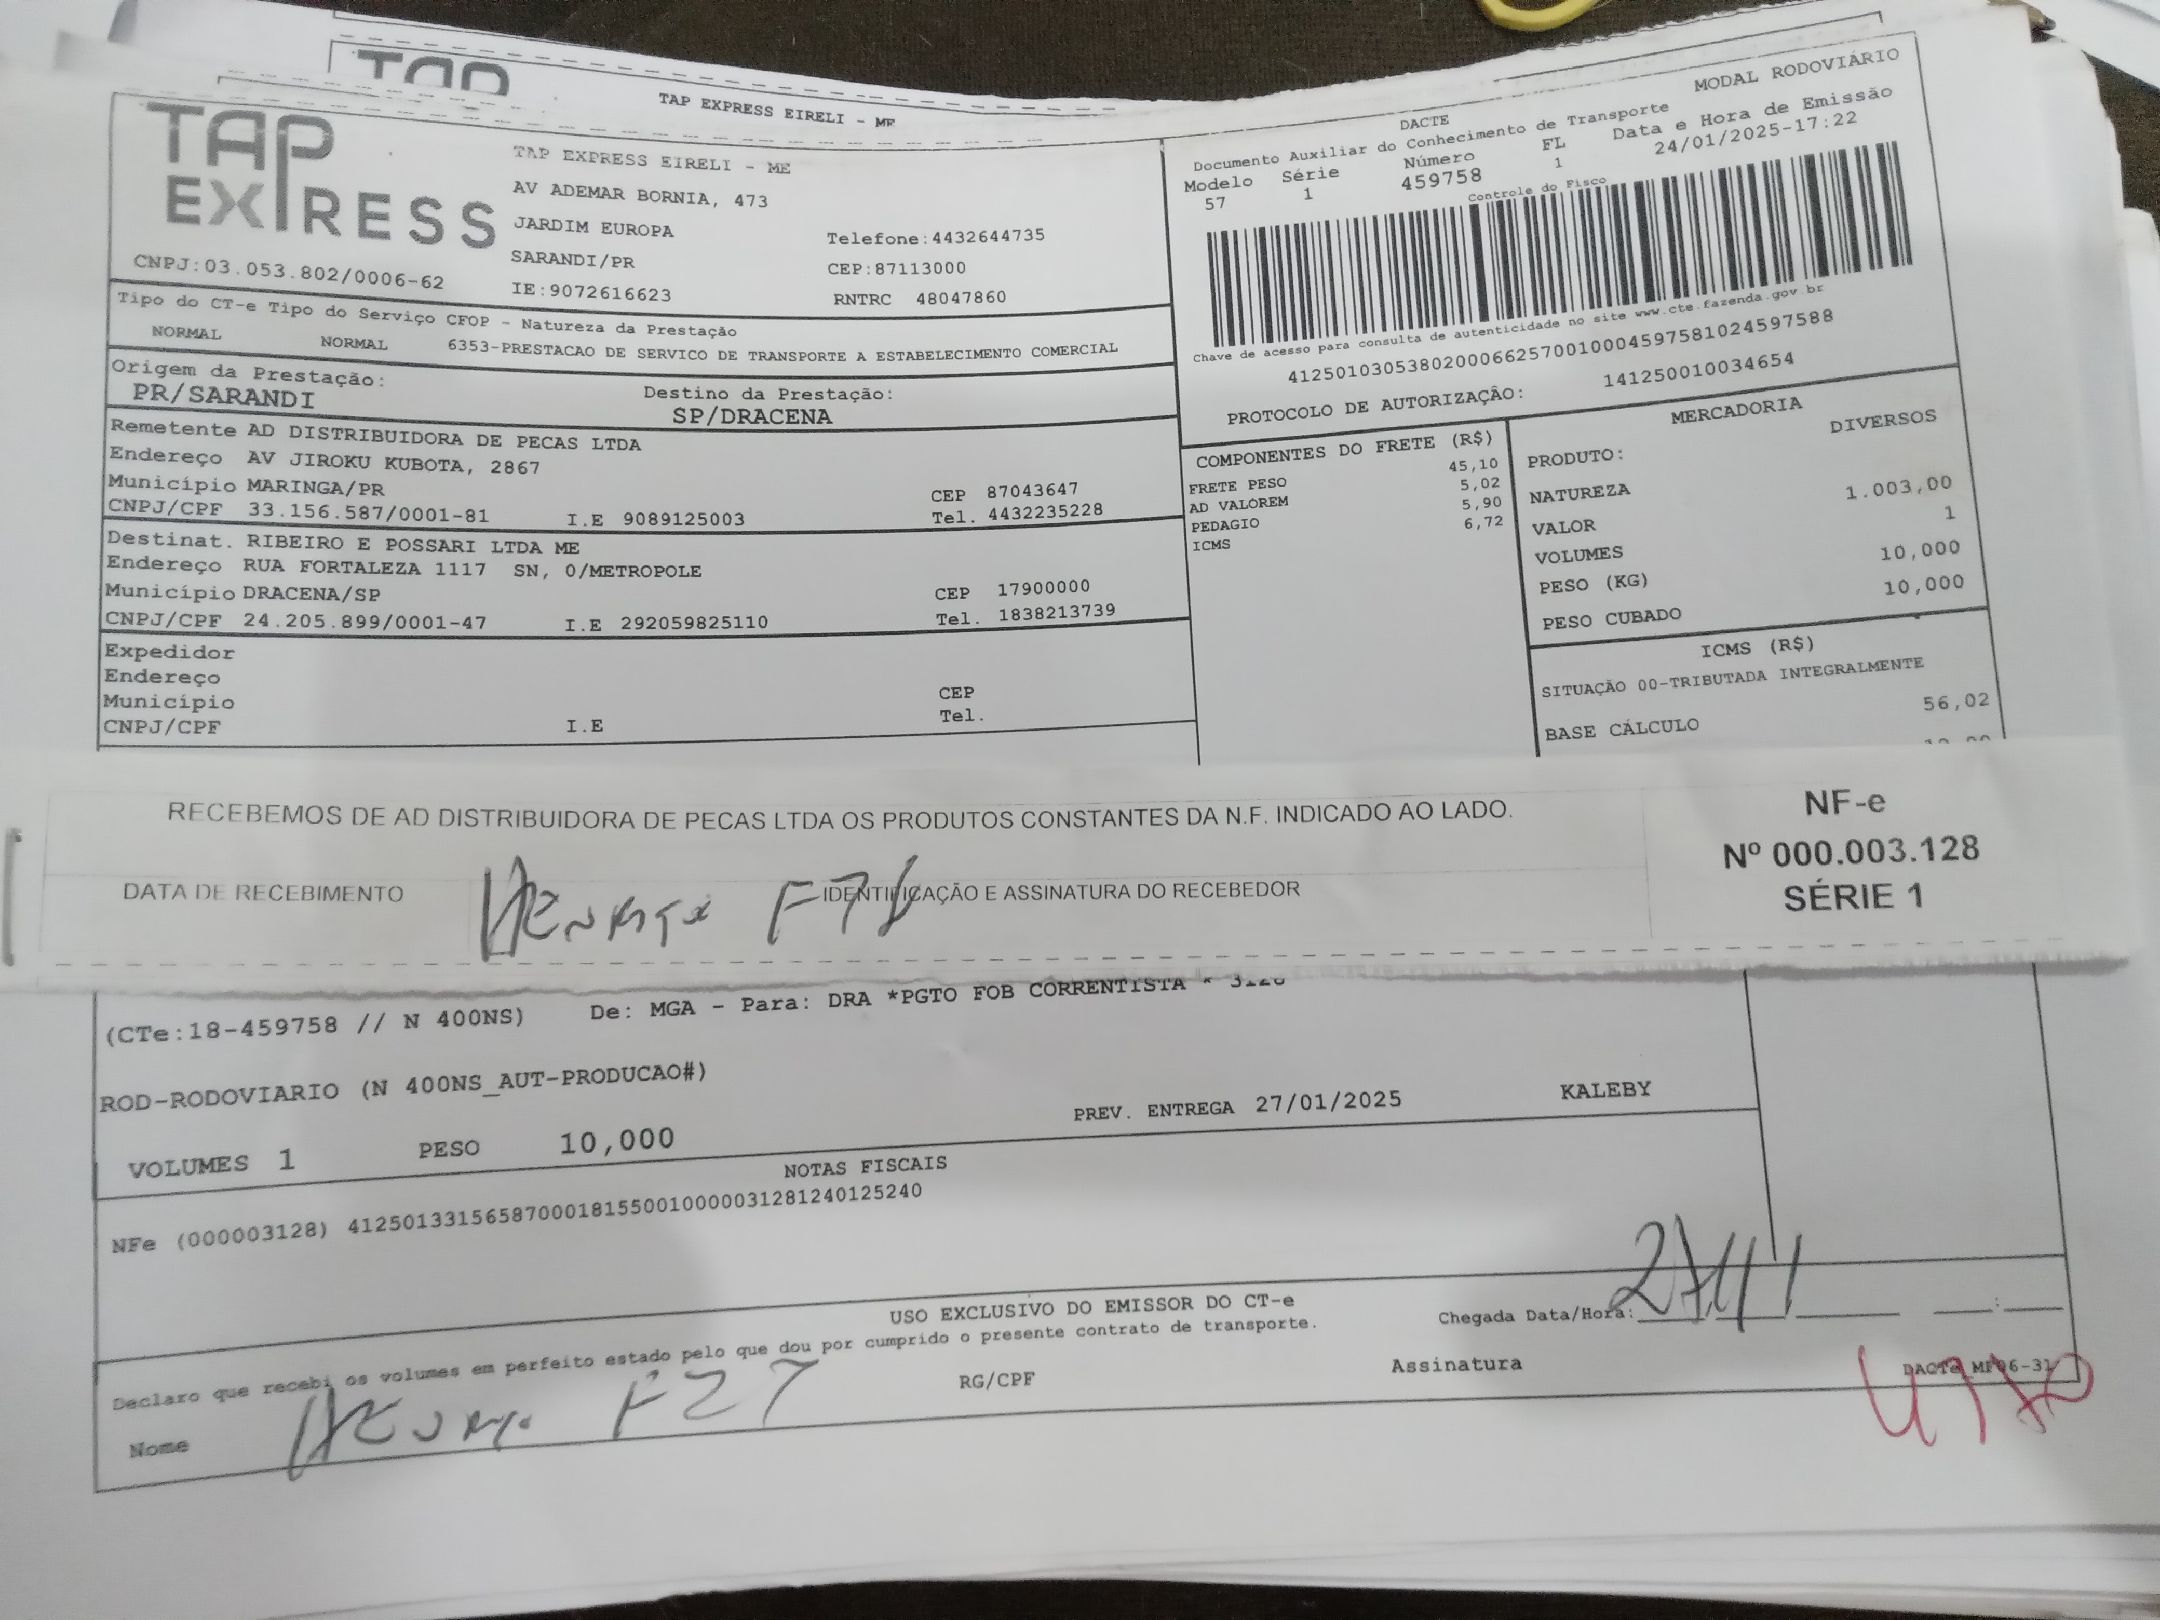 TAP
TAP EXPRESS EIRELI - ME
TAP
EXPRESS
CNPJ:03.053.802/0006-62
TAP EXPRESS EIRELI - ME
AV ADEMAR BORNIA, 473
JARDIM EUROPA
SARANDI/PR
IE:9072616623
Telefone:4432644735
CEP:87113000
RNTRC 48047860
MODAL RODOVIÁRIO
DACTE
Documento Auxiliar do Conhecimento de Transporte
Modelo Série Número FL Data e Hora de Emissão
57 1 459758 1 24/01/2025-17:22
Controle do Fisco
Chave de acesso para consulta de autenticidade no site www.cte.fazenda.gov.br
41250103053802000662570010004597581024597588
PROTOCOLO DE AUTORIZAÇÃO: 141250010034654
Tipo do CT-e Tipo do Serviço CFOP - Natureza da Prestação
NORMAL NORMAL 6353-PRESTACAO DE SERVICO DE TRANSPORTE A ESTABELECIMENTO COMERCIAL
Origem da Prestação: Destino da Prestação:
PR/SARANDI SP/DRACENA
Remetente AD DISTRIBUIDORA DE PECAS LTDA
Endereço AV JIROKU KUBOTA, 2867
Município MARINGA/PR CEP 87043647
CNPJ/CPF 33.156.587/0001-81 I.E 9089125003 Tel. 4432235228
Destinat. RIBEIRO E POSSARI LTDA ME
Endereço RUA FORTALEZA 1117 SN, 0/METROPOLE
Município DRACENA/SP CEP 17900000
CNPJ/CPF 24.205.899/0001-47 I.E 292059825110 Tel. 1838213739
Expedidor
Endereço
Município CEP
CNPJ/CPF I.E Tel.
COMPONENTES DO FRETE (R$)
FRETE PESO 45,10
AD VALOREM 5,02
PEDAGIO 5,90
ICMS 6,72
MERCADORIA
PRODUTO: DIVERSOS
NATUREZA
VALOR 1.003,00
VOLUMES 1
PESO (KG) 10,000
PESO CUBADO 10,000
ICMS (R$)
SITUAÇÃO 00-TRIBUTADA INTEGRALMENTE
BASE CÁLCULO 56,02
RECEBEMOS DE AD DISTRIBUIDORA DE PECAS LTDA OS PRODUTOS CONSTANTES DA N.F. INDICADO AO LADO.
DATA DE RECEBIMENTO
IDENTIFICAÇÃO E ASSINATURA DO RECEBEDOR
NF-e
Nº 000.003.128
SÉRIE 1
(CTe:18-459758 // N 400NS) De: MGA - Para: DRA *PGTO FOB CORRENTISTA * 3128
ROD-RODOVIARIO (N 400NS_AUT-PRODUCAO#)
PREV. ENTREGA 27/01/2025 KALEBY
VOLUMES 1 PESO 10,000
NOTAS FISCAIS
NFe (000003128) 41250133156587000181550010000031281240125240
USO EXCLUSIVO DO EMISSOR DO CT-e
Declaro que recebi os volumes em perfeito estado pelo que dou por cumprido o presente contrato de transporte.
Chegada Data/Hora:
Nome RG/CPF Assinatura